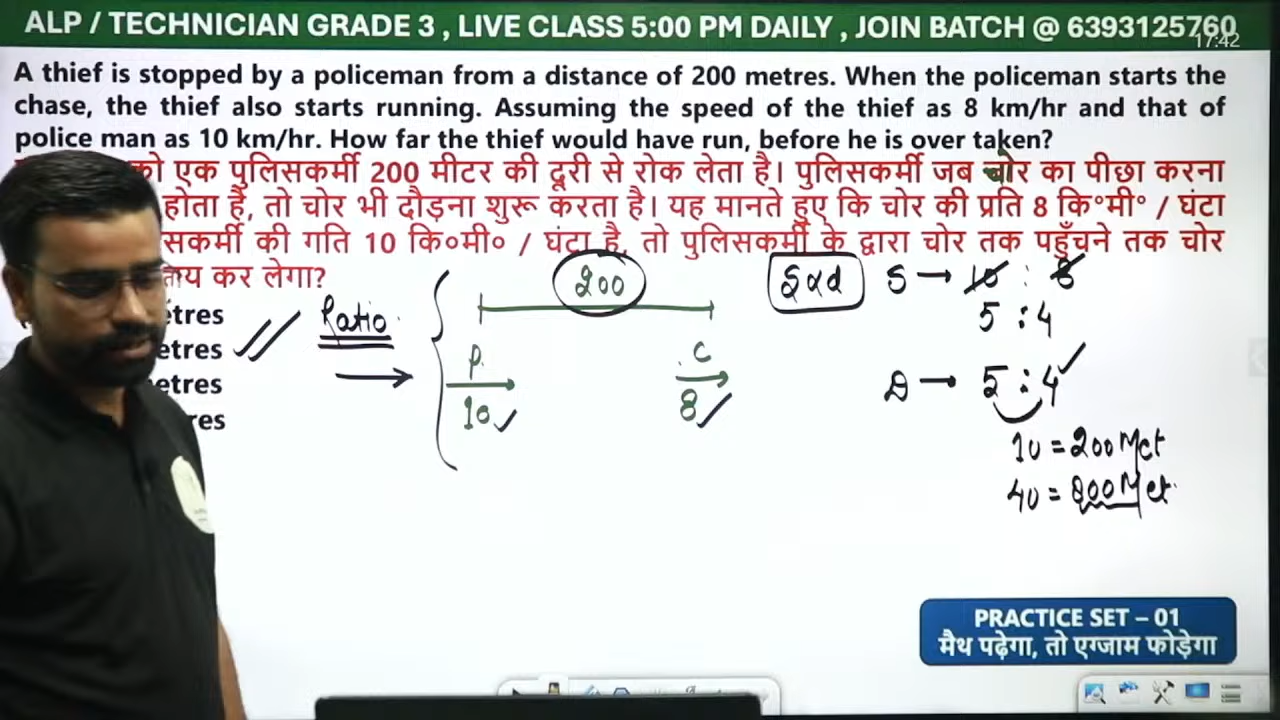 ALP / TECHNICIAN GRADE 3 , LIVE CLASS 5:00 PM DAILY , JOIN BATCH @ 6393125760
17:42
A thief is stopped by a policeman from a distance of 200 metres. When the policeman starts the
chase, the thief also starts running. Assuming the speed of the thief as 8 km/hr and that of
police man as 10 km/hr. How far the thief would have run, before he is over taken?
को एक पुलिसकर्मी 200 मीटर की दूरी से रोक लेता है। पुलिसकर्मी जब चोर का पीछा करना
होता है, तो चोर भी दौड़ना शुरू करता है। यह मानते हुए कि चोर की प्रति 8 कि॰मी॰ / घंटा
सकर्मी की गति 10 कि०मी० / घंटा है, तो पुलिसकर्मी के द्वारा चोर तक पहुँचने तक चोर
य कर लेगा?
200
S∝d
S → 10 : 8
etres
Ratio
5 : 4
etres
P.
C
D → 5 : 4
etres
10
8
res
1U = 200 Met
4U = 800 Met.
PRACTICE SET – 01
मैथ पढ़ेगा, तो एग्जाम फोड़ेगा